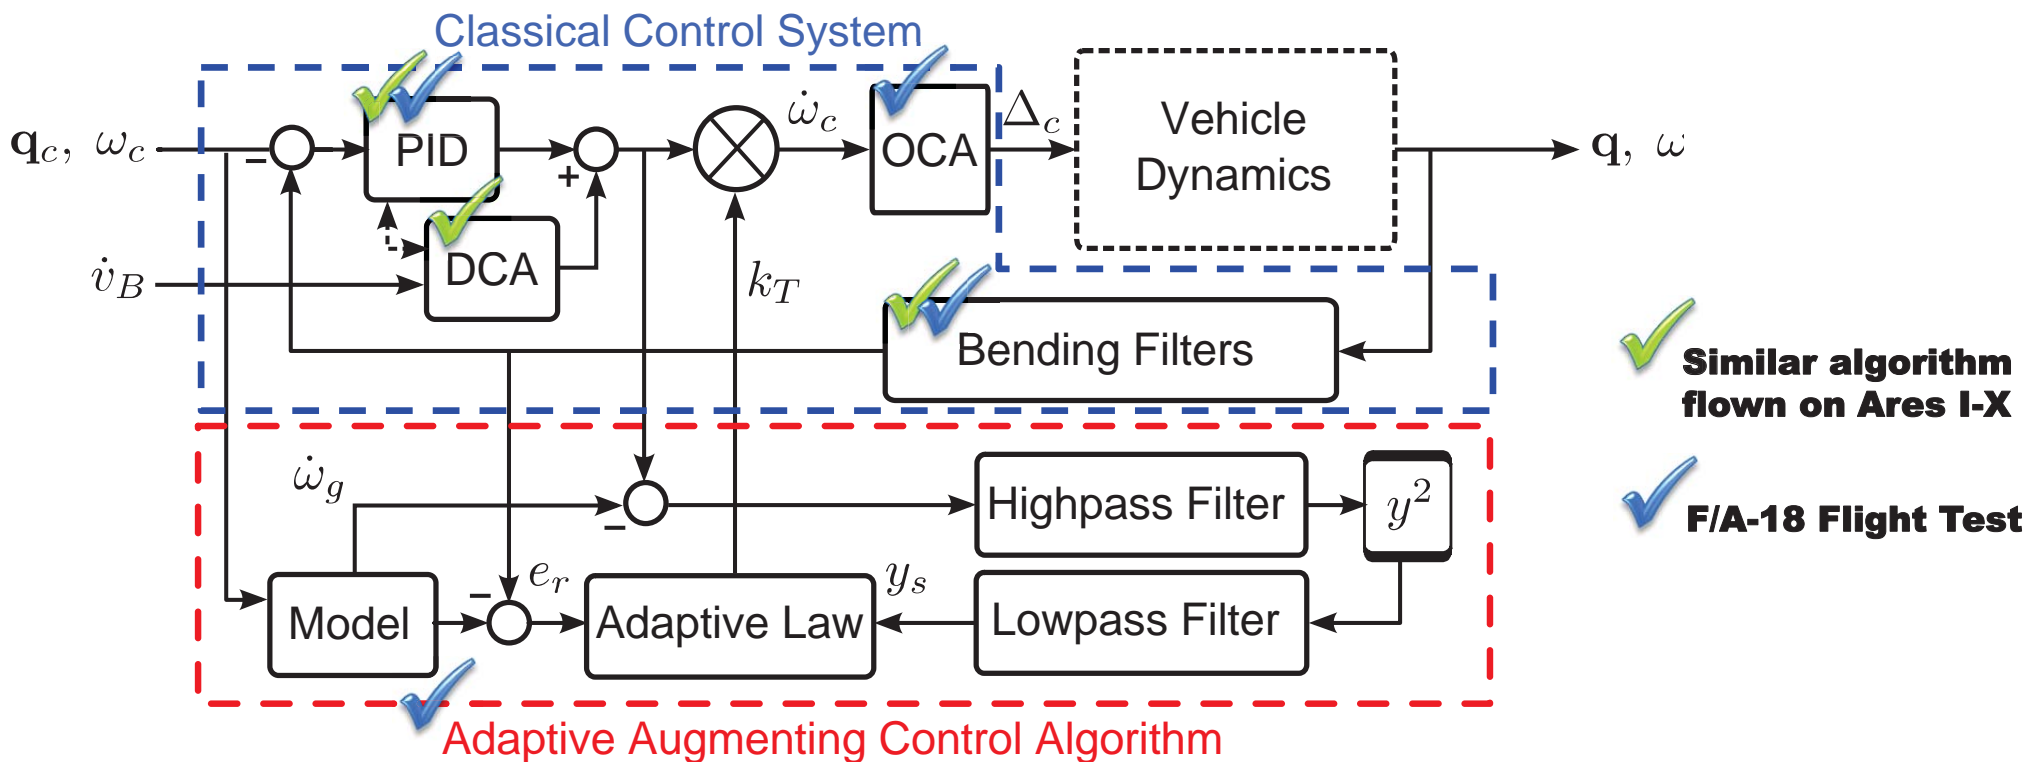 Classical Control System
q_c, ω_c
−
PID
+
ω̇_c
OCA
Δ_c
Vehicle
Dynamics
q, ω
v̇_B
DCA
k_T
Bending Filters
Similar algorithm
flown on Ares I-X
ω̇_g
−
Highpass Filter
y²
F/A-18 Flight Test
Model
−
e_r
Adaptive Law
y_s
Lowpass Filter
Adaptive Augmenting Control Algorithm